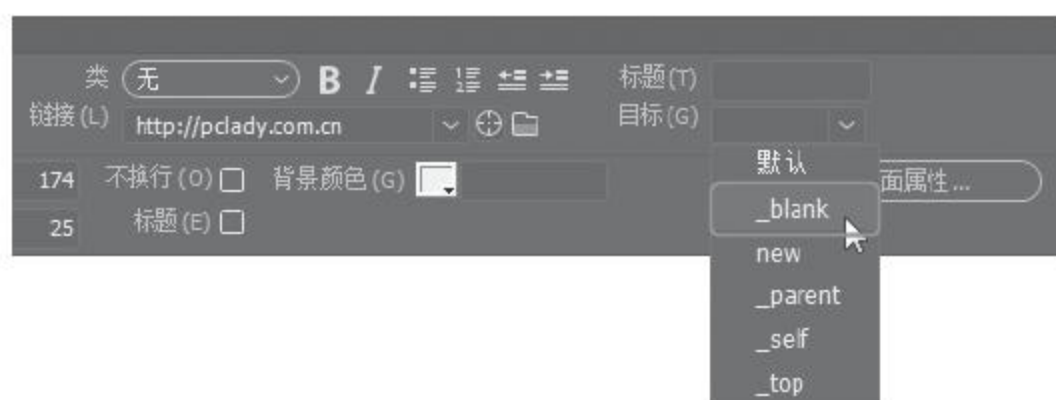 类 无 B I 标题(T)
链接(L) http://pclady.com.cn 目标(G)
默认
174 不换行(O) 背景颜色(G) 面属性...
_blank
25 标题(E)
new
_parent
_self
_top